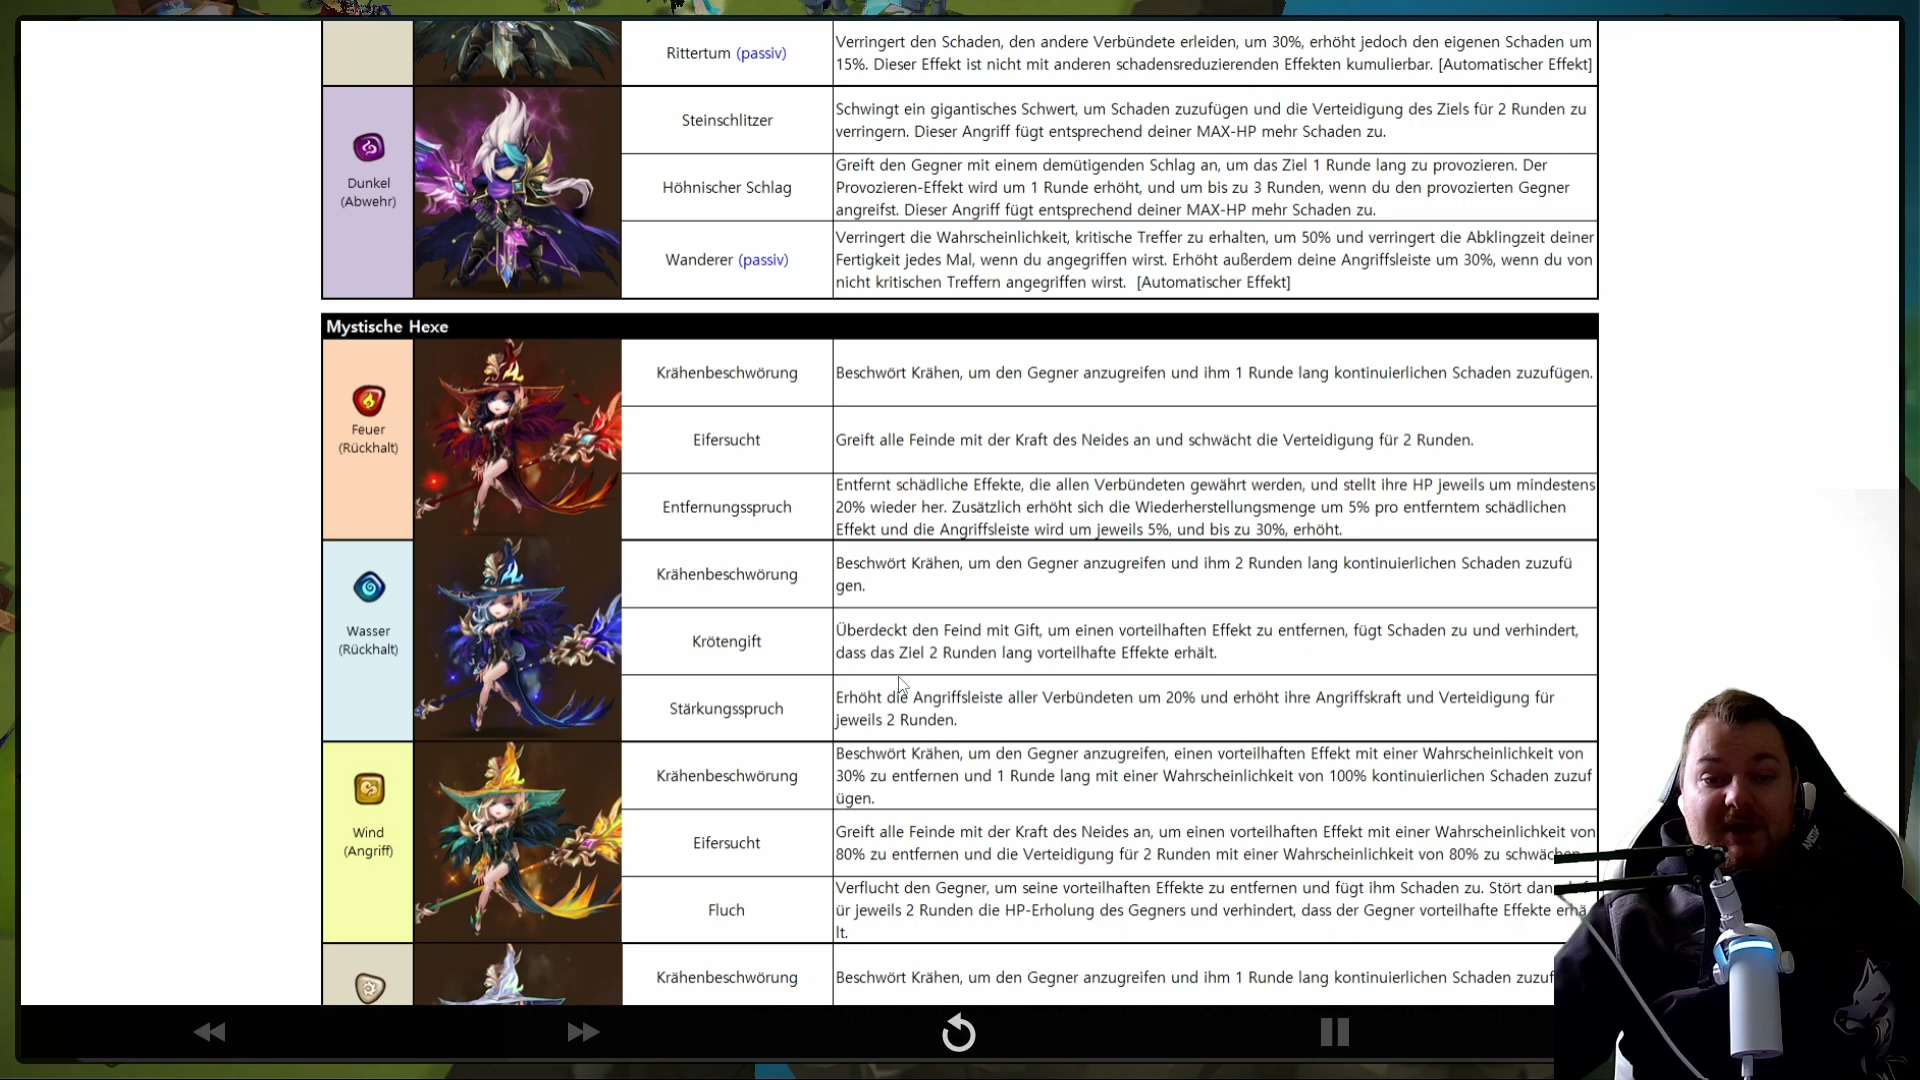 Rittertum (passiv)
Verringert den Schaden, den andere Verbündete erleiden, um 30%, erhöht jedoch den eigenen Schaden um
15%. Dieser Effekt ist nicht mit anderen schadensreduzierenden Effekten kumulierbar. [Automatischer Effekt]
Dunkel
(Abwehr)
Steinschlitzer
Schwingt ein gigantisches Schwert, um Schaden zuzufügen und die Verteidigung des Ziels für 2 Runden zu
verringern. Dieser Angriff fügt entsprechend deiner MAX-HP mehr Schaden zu.
Höhnischer Schlag
Greift den Gegner mit einem demütigenden Schlag an, um das Ziel 1 Runde lang zu provozieren. Der
Provozieren-Effekt wird um 1 Runde erhöht, und um bis zu 3 Runden, wenn du den provozierten Gegner
angreifst. Dieser Angriff fügt entsprechend deiner MAX-HP mehr Schaden zu.
Wanderer (passiv)
Verringert die Wahrscheinlichkeit, kritische Treffer zu erhalten, um 50% und verringert die Abklingzeit deiner
Fertigkeit jedes Mal, wenn du angegriffen wirst. Erhöht außerdem deine Angriffsleiste um 30%, wenn du von
nicht kritischen Treffern angegriffen wirst. [Automatischer Effekt]
Mystische Hexe
Feuer
(Rückhalt)
Krähenbeschwörung
Beschwört Krähen, um den Gegner anzugreifen und ihm 1 Runde lang kontinuierlichen Schaden zuzufügen.
Eifersucht
Greift alle Feinde mit der Kraft des Neides an und schwächt die Verteidigung für 2 Runden.
Entfernungsspruch
Entfernt schädliche Effekte, die allen Verbündeten gewährt werden, und stellt ihre HP jeweils um mindestens
20% wieder her. Zusätzlich erhöht sich die Wiederherstellungsmenge um 5% pro entferntem schädlichen
Effekt und die Angriffsleiste wird um jeweils 5%, und bis zu 30%, erhöht.
Wasser
(Rückhalt)
Krähenbeschwörung
Beschwört Krähen, um den Gegner anzugreifen und ihm 2 Runden lang kontinuierlichen Schaden zuzufü
gen.
Krötengift
Überdeckt den Feind mit Gift, um einen vorteilhaften Effekt zu entfernen, fügt Schaden zu und verhindert,
dass das Ziel 2 Runden lang vorteilhafte Effekte erhält.
Stärkungsspruch
Erhöht die Angriffsleiste aller Verbündeten um 20% und erhöht ihre Angriffskraft und Verteidigung für
jeweils 2 Runden.
Wind
(Angriff)
Krähenbeschwörung
Beschwört Krähen, um den Gegner anzugreifen, einen vorteilhaften Effekt mit einer Wahrscheinlichkeit von
30% zu entfernen und 1 Runde lang mit einer Wahrscheinlichkeit von 100% kontinuierlichen Schaden zuzuf
ügen.
Eifersucht
Greift alle Feinde mit der Kraft des Neides an, um einen vorteilhaften Effekt mit einer Wahrscheinlichkeit von
80% zu entfernen und die Verteidigung für 2 Runden mit einer Wahrscheinlichkeit von 80% zu schwächen.
Fluch
Verflucht den Gegner, um seine vorteilhaften Effekte zu entfernen und fügt ihm Schaden zu. Stört dann
ür jeweils 2 Runden die HP-Erholung des Gegners und verhindert, dass der Gegner vorteilhafte Effekte erhä
lt.
Krähenbeschwörung
Beschwört Krähen, um den Gegner anzugreifen und ihm 1 Runde lang kontinuierlichen Schaden zuzuf